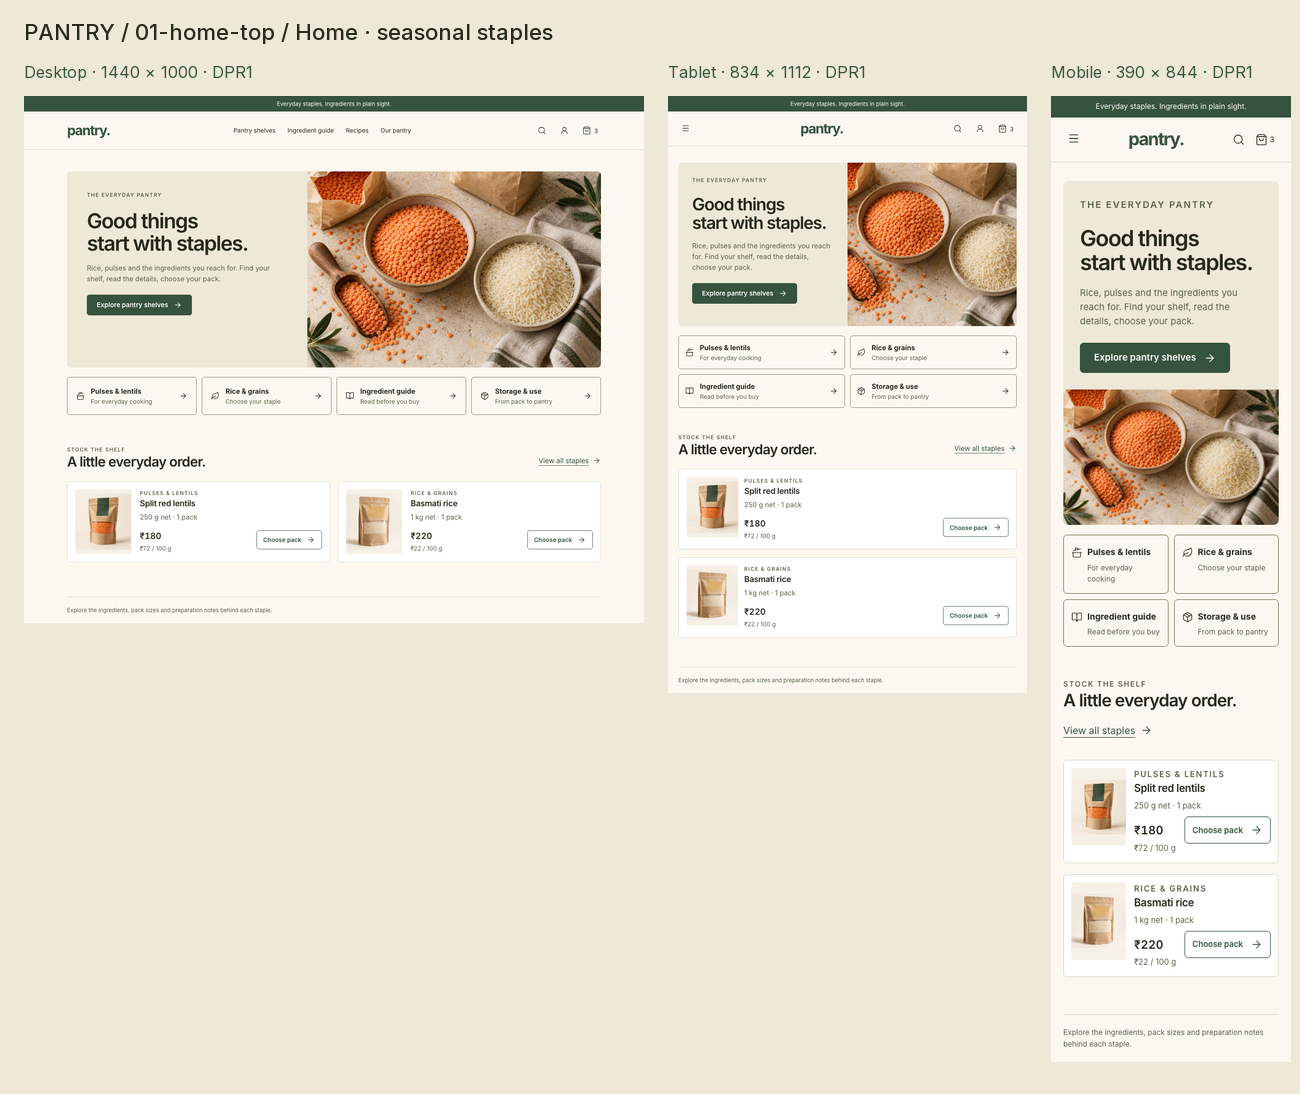 PANTRY / 01-home-top / Home · seasonal staples
Desktop · 1440 × 1000 · DPR1
Everyday staples. Ingredients in plain sight.
pantry.
Pantry shelves
Ingredient guide
Recipes
Our pantry
3
THE EVERYDAY PANTRY
Good things
start with staples.
Rice, pulses and the ingredients you reach for. Find your
shelf, read the details, choose your pack.
Explore pantry shelves
Pulses & lentils
For everyday cooking
Rice & grains
Choose your staple
Ingredient guide
Read before you buy
Storage & use
From pack to pantry
STOCK THE SHELF
A little everyday order.
View all staples
PULSES & LENTILS
Split red lentils
250 g net · 1 pack
₹180
₹72 / 100 g
Choose pack
RICE & GRAINS
Basmati rice
1 kg net · 1 pack
₹220
₹22 / 100 g
Choose pack
Explore the ingredients, pack sizes and preparation notes behind each staple.
Tablet · 834 × 1112 · DPR1
Everyday staples. Ingredients in plain sight.
pantry.
3
THE EVERYDAY PANTRY
Good things
start with staples.
Rice, pulses and the ingredients you reach
for. Find your shelf, read the details,
choose your pack.
Explore pantry shelves
Pulses & lentils
For everyday cooking
Rice & grains
Choose your staple
Ingredient guide
Read before you buy
Storage & use
From pack to pantry
STOCK THE SHELF
A little everyday order.
View all staples
PULSES & LENTILS
Split red lentils
250 g net · 1 pack
₹180
₹72 / 100 g
Choose pack
RICE & GRAINS
Basmati rice
1 kg net · 1 pack
₹220
₹22 / 100 g
Choose pack
Explore the ingredients, pack sizes and preparation notes behind each staple.
Mobile · 390 × 844 · DPR1
Everyday staples. Ingredients in plain sight.
pantry.
3
THE EVERYDAY PANTRY
Good things
start with staples.
Rice, pulses and the ingredients you
reach for. Find your shelf, read the
details, choose your pack.
Explore pantry shelves
Pulses & lentils
For everyday
cooking
Rice & grains
Choose your staple
Ingredient guide
Read before you buy
Storage & use
From pack to pantry
STOCK THE SHELF
A little everyday order.
View all staples
PULSES & LENTILS
Split red lentils
250 g net · 1 pack
₹180
₹72 / 100 g
Choose pack
RICE & GRAINS
Basmati rice
1 kg net · 1 pack
₹220
₹22 / 100 g
Choose pack
Explore the ingredients, pack sizes and preparation notes
behind each staple.